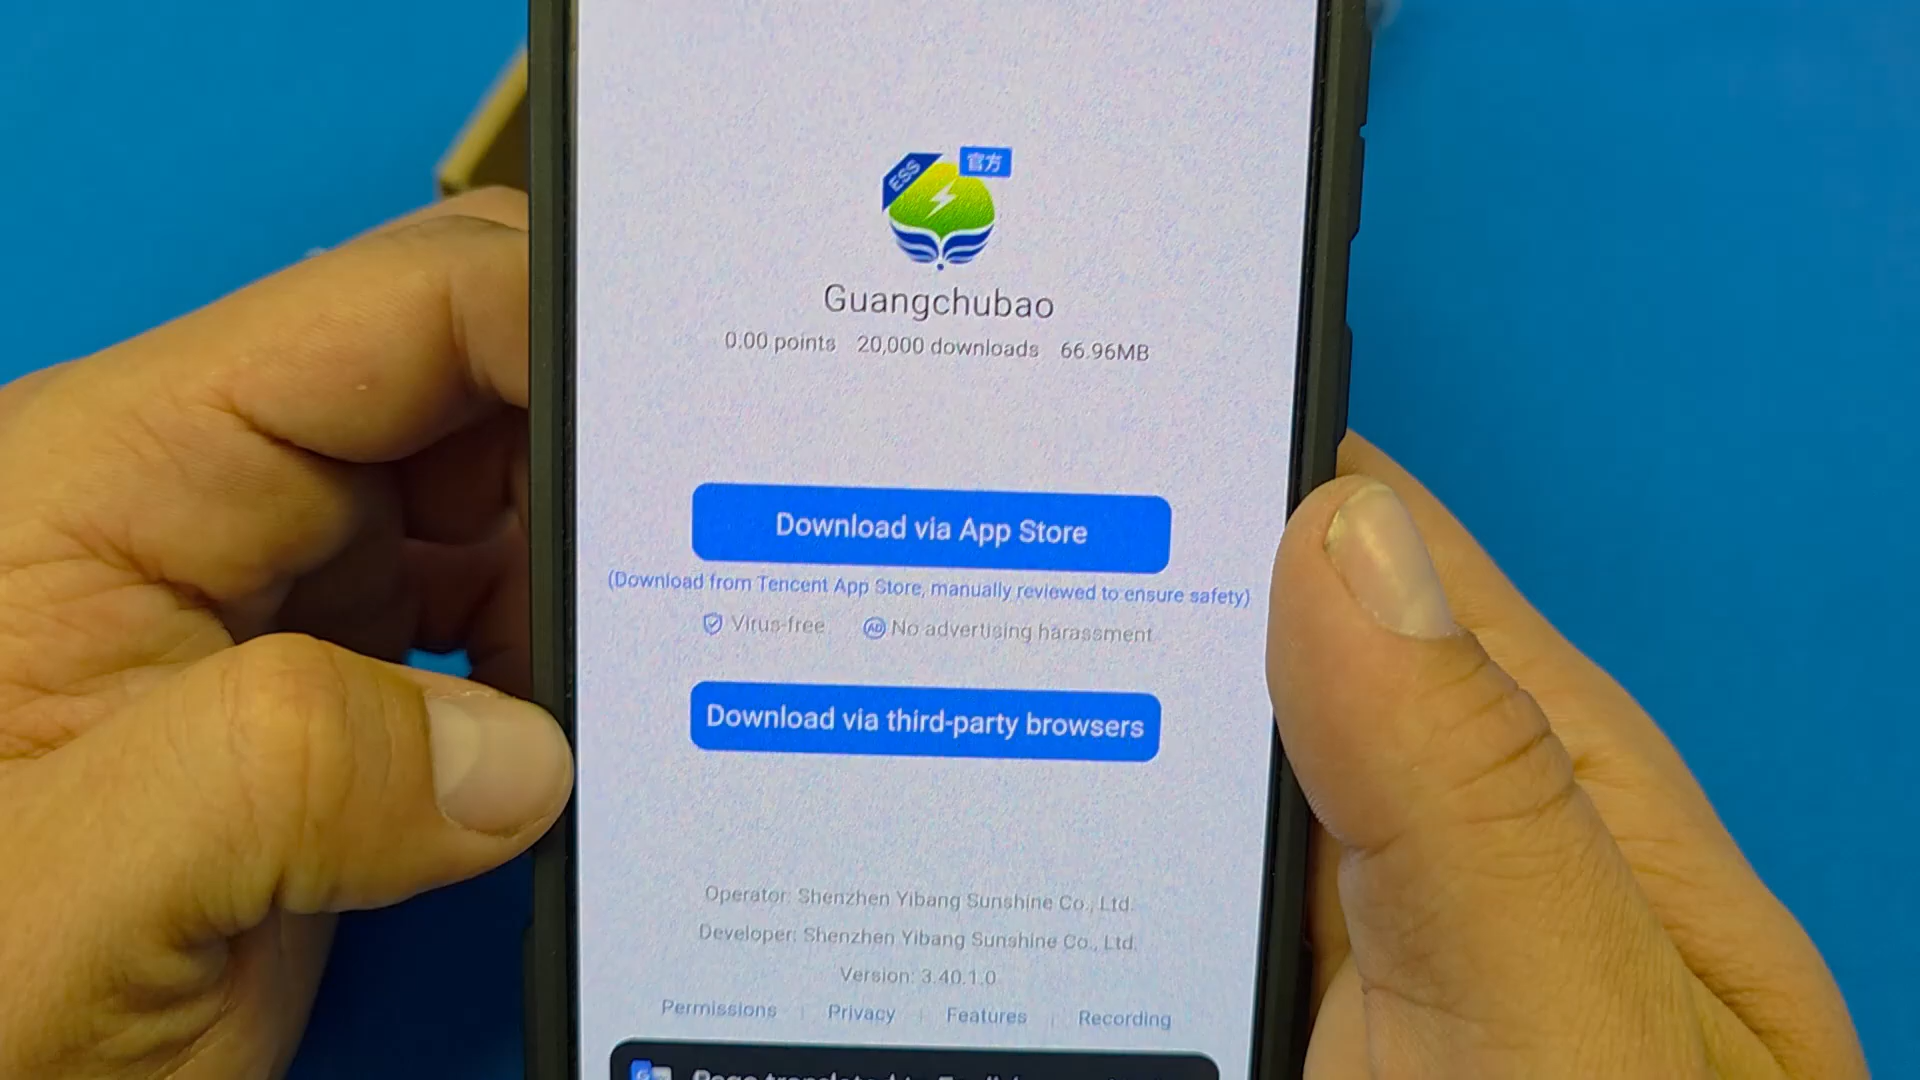 ESS
官方
Guangchubao
0.00 points 20,000 downloads 66.96MB
Download via App Store
(Download from Tencent App Store, manually reviewed to ensure safety)
Virus-free AD No advertising harassment
Download via third-party browsers
Operator: Shenzhen Yibang Sunshine Co., Ltd.
Developer: Shenzhen Yibang Sunshine Co., Ltd.
Version: 3.40.1.0
Permissions Privacy Features Recording